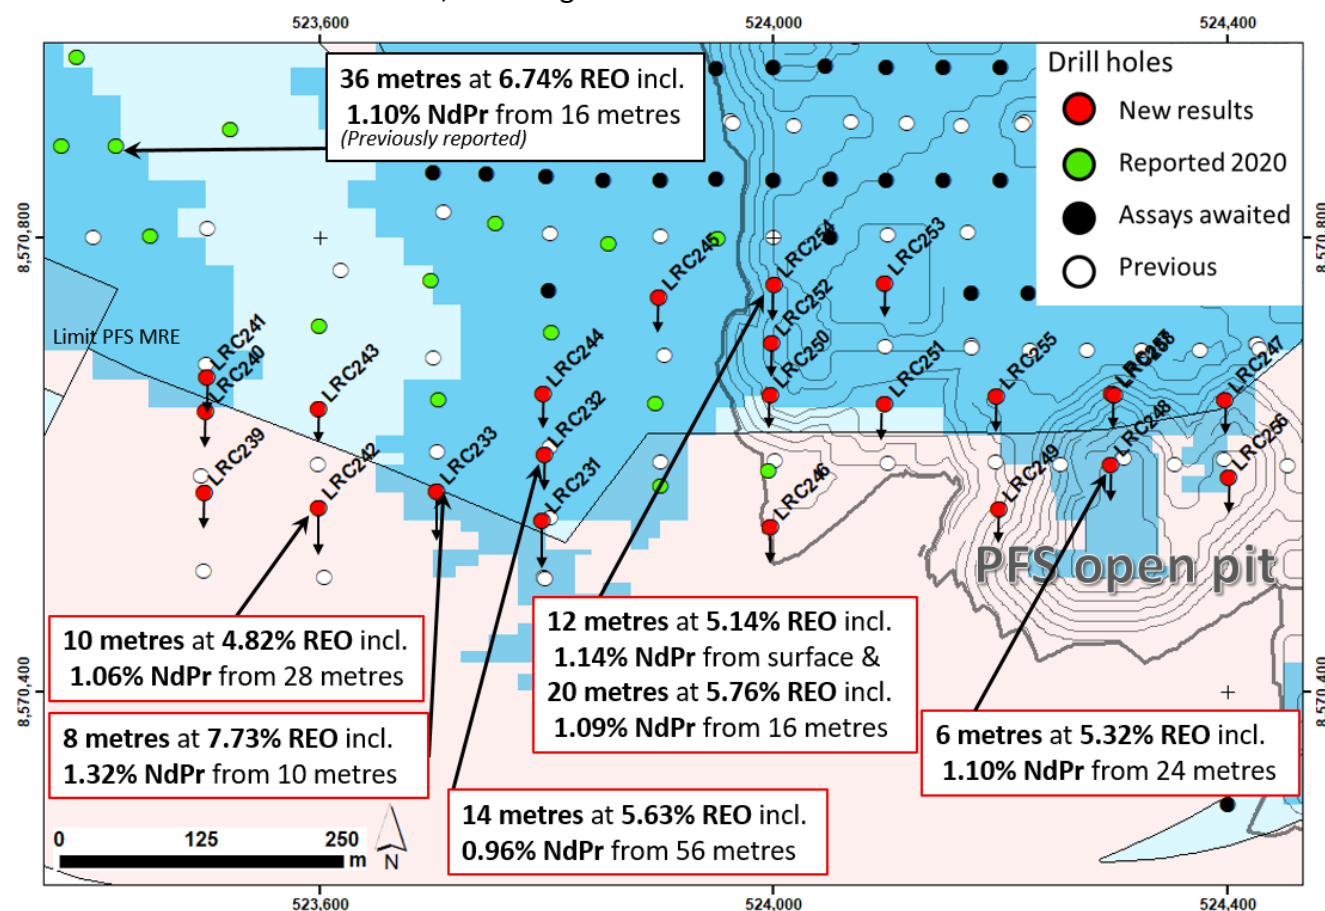 523,600
524,000
524,400
36 metres at 6.74% REO incl.
1.10% NdPr from 16 metres
(Previously reported)
Drill holes
New results
Reported 2020
Assays awaited
Previous
8,570,800
8,570,800
Limit PFS MRE
LRC241
LRC240
LRC239
LRC243
LRC242
LRC233
LRC244
LRC232
LRC231
LRC245
LRC254
LRC252
LRC250
LRC253
LRC251
LRC246
LRC255
LRC249
LRC248
LRC247
LRC256
PFS open pit
10 metres at 4.82% REO incl.
1.06% NdPr from 28 metres
8 metres at 7.73% REO incl.
1.32% NdPr from 10 metres
14 metres at 5.63% REO incl.
0.96% NdPr from 56 metres
12 metres at 5.14% REO incl.
1.14% NdPr from surface &
20 metres at 5.76% REO incl.
1.09% NdPr from 16 metres
6 metres at 5.32% REO incl.
1.10% NdPr from 24 metres
8,570,400
8,570,400
0 125 250
m
N
523,600
524,000
524,400